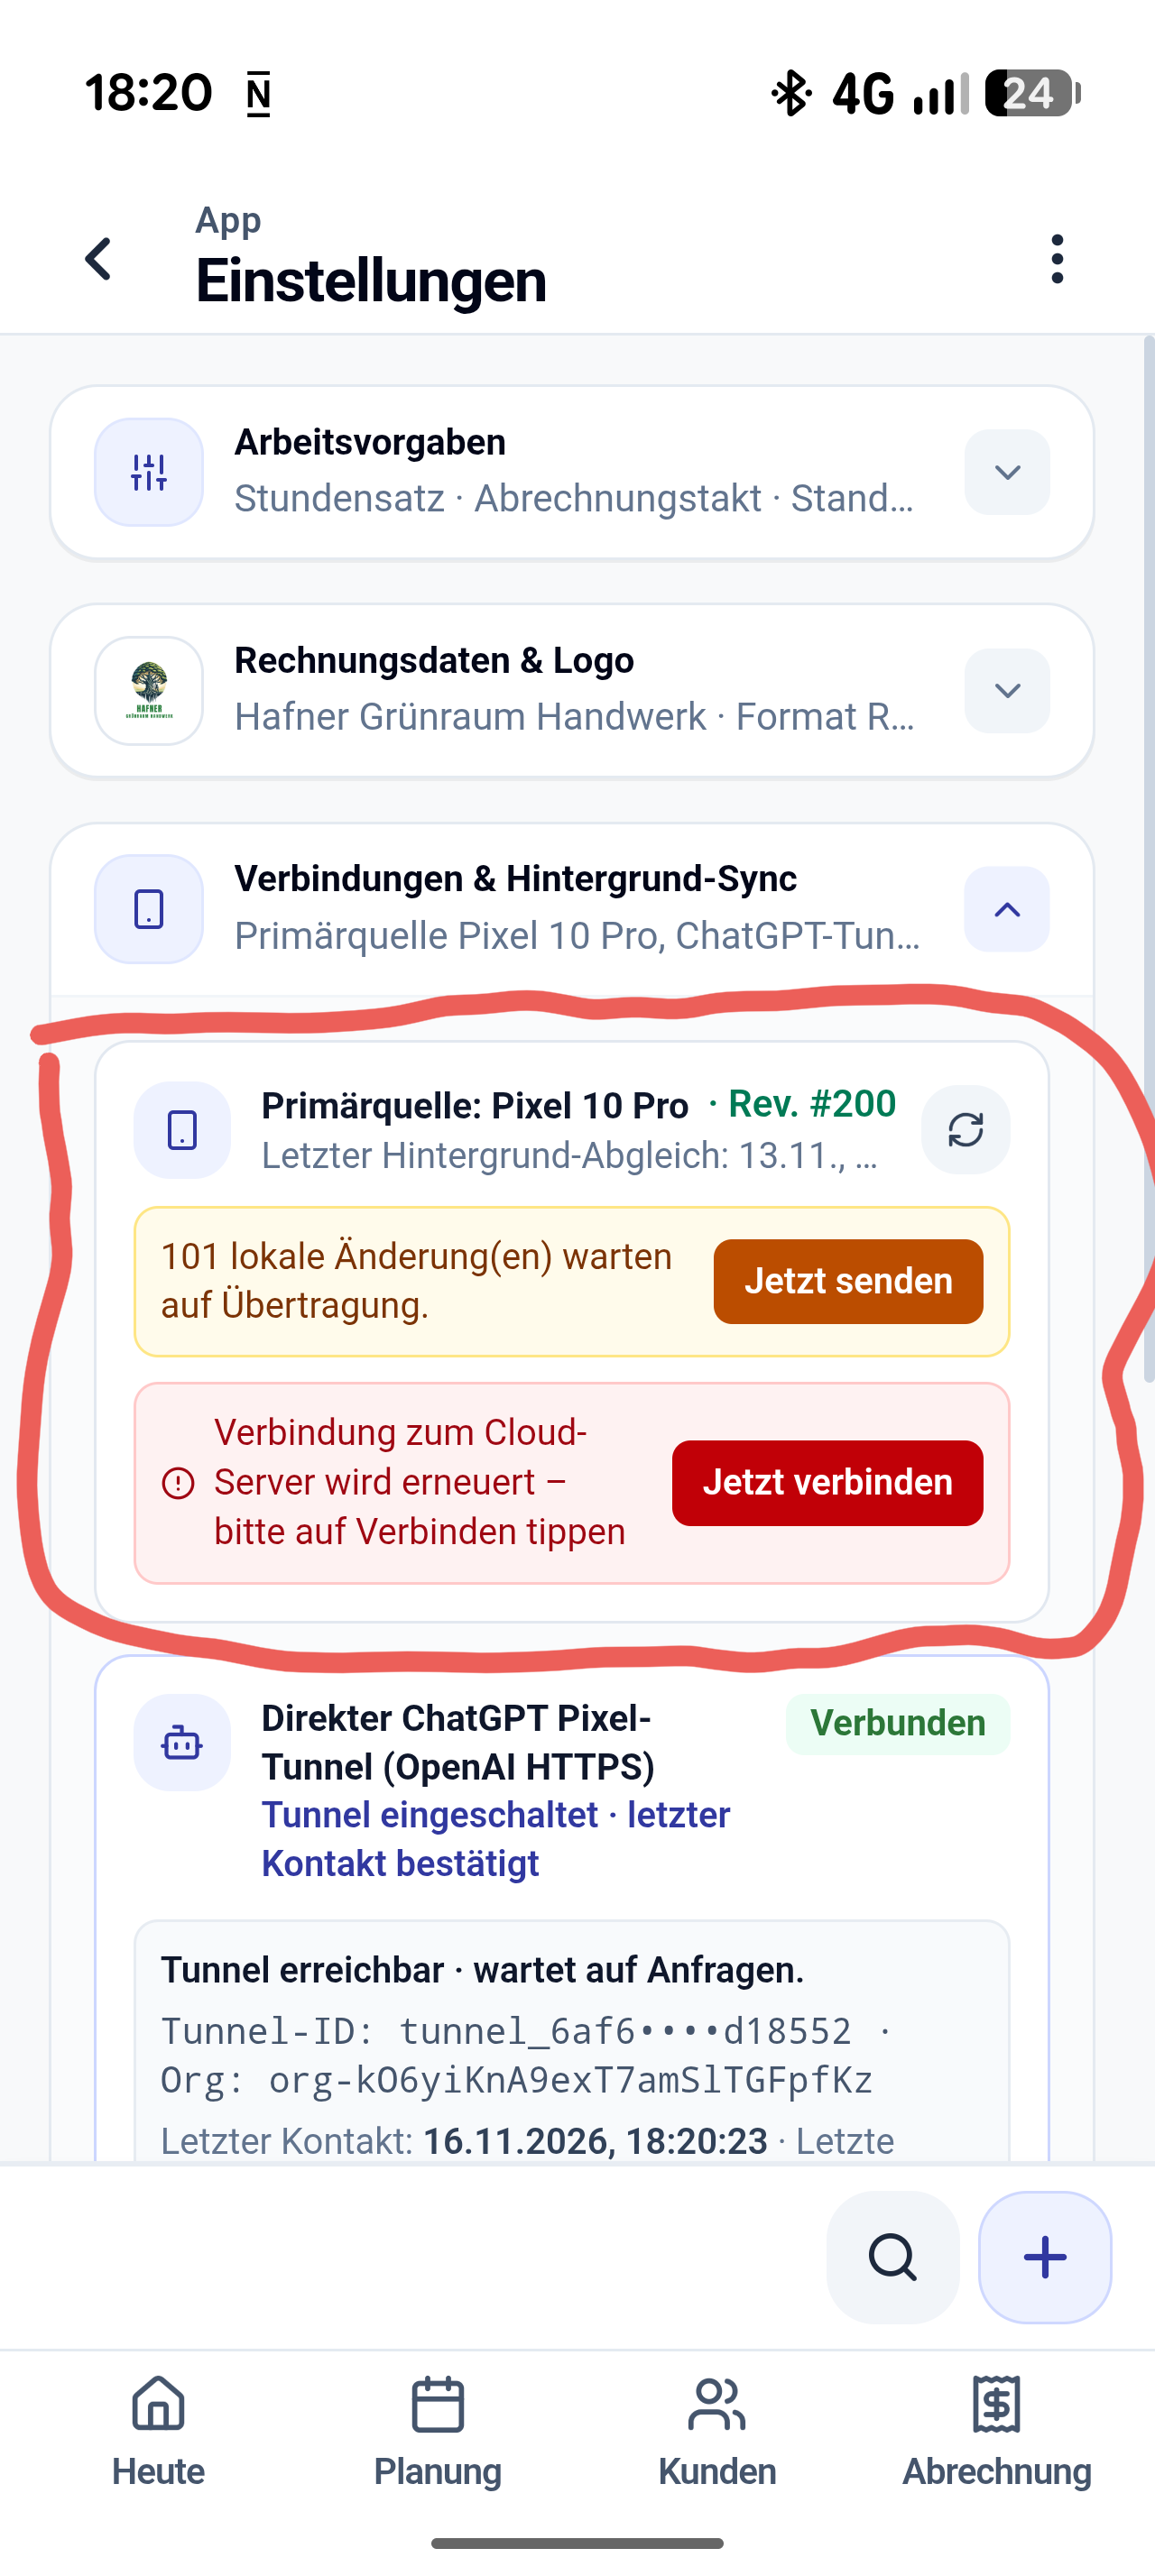 18:20 N 4G 24
App
Einstellungen
Arbeitsvorgaben
Stundensatz · Abrechnungstakt · Stand…
Rechnungsdaten & Logo
HAFNER
Hafner Grünraum Handwerk · Format R…
Verbindungen & Hintergrund-Sync
Primärquelle Pixel 10 Pro, ChatGPT-Tun…
Primärquelle: Pixel 10 Pro · Rev. #200
Letzter Hintergrund-Abgleich: 13.11., …
101 lokale Änderung(en) warten
auf Übertragung.
Jetzt senden
Verbindung zum Cloud-
Server wird erneuert –
bitte auf Verbinden tippen
Jetzt verbinden
Direkter ChatGPT Pixel-
Tunnel (OpenAI HTTPS)
Verbunden
Tunnel eingeschaltet · letzter
Kontakt bestätigt
Tunnel erreichbar · wartet auf Anfragen.
Tunnel-ID: tunnel_6af6••••d18552 ·
Org: org-kO6yiKnA9exT7amSlTGFpfKz
Letzter Kontakt: 16.11.2026, 18:20:23 · Letzte
Heute
Planung
Kunden
Abrechnung